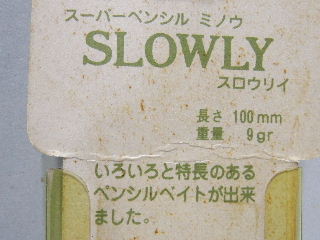 スーパーペンシル ミノウ
SLOWLY
スロウリイ
長さ 100mm
重量 9gr
いろいろと特長のある
ペンシルベイトが出来
ました。